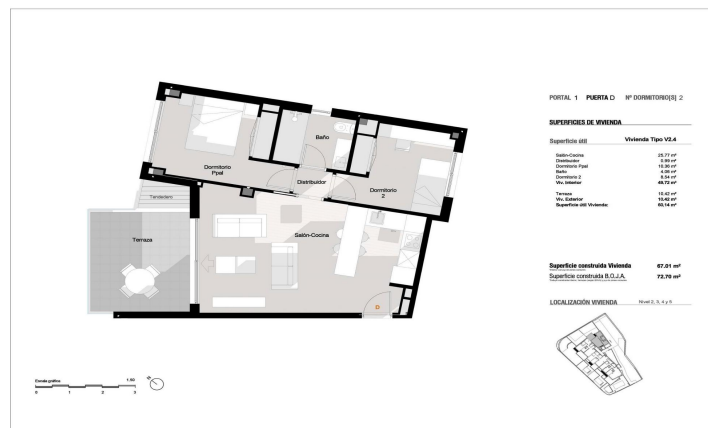 PORTAL 1 PUERTA D Nº DORMITORIO[S] 2
SUPERFICIES DE VIVIENDA
Superficie útil Vivienda Tipo V2.4
Salón-Cocina 25.77 m²
Distribuidor 0.99 m²
Dormitorio Ppal 10.36 m²
Baño 4.06 m²
Dormitorio 2 8.54 m²
Viv. Interior 49.72 m²
Terraza 10.42 m²
Viv. Exterior 10.42 m²
Superficie útil Vivienda: 60,14 m²
Superficie construida Vivienda 67.01 m²
Superficie construida B.O.J.A. 72.70 m²
LOCALIZACIÓN VIVIENDA Nivel 2, 3, 4 y 5
Baño
Dormitorio
Ppal
Distribuidor
Dormitorio
2
Tendedero
Terraza
Salón-Cocina
Escala gráfica 1.50
0 1 2 3
N